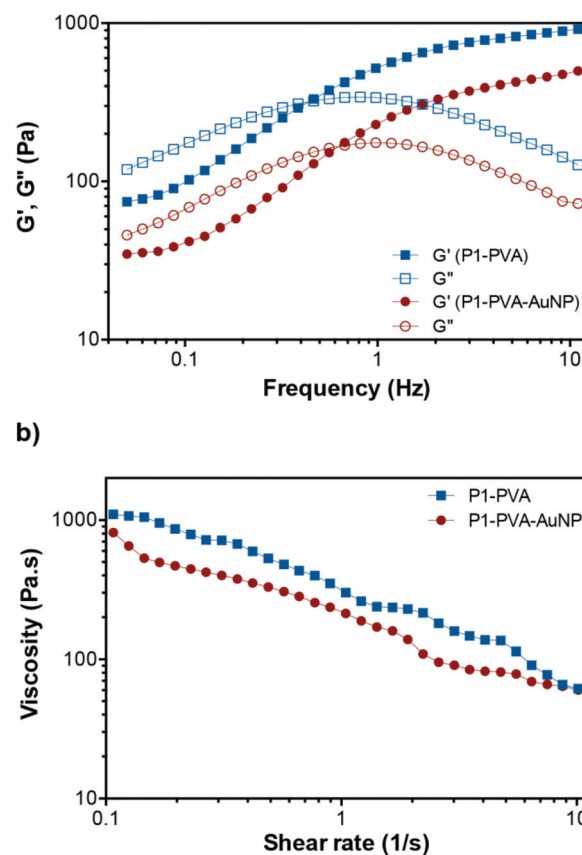 1000
100
10
G', G" (Pa)
G' (P1-PVA)
G"
G' (P1-PVA-AuNP)
G"
0.1
1
10
Frequency (Hz)
b)
P1-PVA
P1-PVA-AuNP
1000
100
10
Viscosity (Pa.s)
0.1
1
10
Shear rate (1/s)